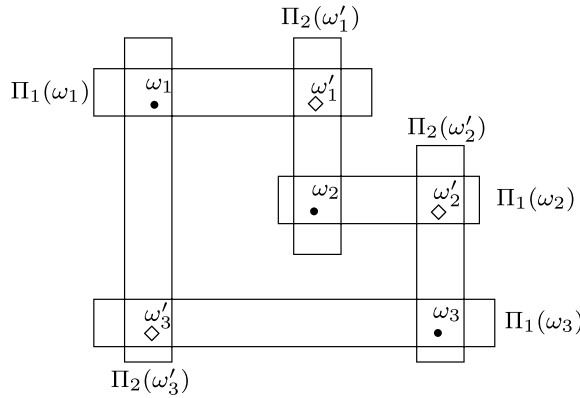 Π₂(ω′₁)
Π₁(ω₁) ω₁ ω′₁
Π₂(ω′₂)
ω₂ ω′₂ Π₁(ω₂)
ω′₃ ω₃ Π₁(ω₃)
Π₂(ω′₃)